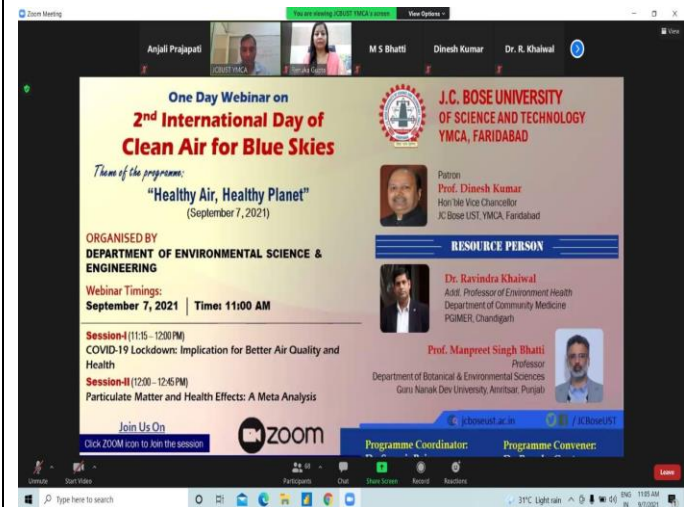 Zoom Meeting
You are viewing JCBUST YMCA's screen
View Options
View
Anjali Prajapati
JCBUST YMCA
Renuka Gupta
M S Bhatti
Dinesh Kumar
Dr. R. Khaiwal
One Day Webinar on
2nd International Day of
Clean Air for Blue Skies
Theme of the programme:
"Healthy Air, Healthy Planet"
(September 7, 2021)
ORGANISED BY
DEPARTMENT OF ENVIRONMENTAL SCIENCE &
ENGINEERING
Webinar Timings:
September 7, 2021 | Time: 11:00 AM
Session-I (11:15 – 12:00 PM)
COVID-19 Lockdown: Implication for Better Air Quality and
Health
Session-II (12:00 – 12:45 PM)
Particulate Matter and Health Effects: A Meta Analysis
Join Us On
Click ZOOM icon to Join the session
zoom
J.C. BOSE UNIVERSITY
OF SCIENCE AND TECHNOLOGY
YMCA, FARIDABAD
Patron
Prof. Dinesh Kumar
Hon'ble Vice Chancellor
JC Bose UST, YMCA, Faridabad
RESOURCE PERSON
Dr. Ravindra Khaiwal
Addl. Professor of Environment Health
Department of Community Medicine
PGIMER, Chandigarh
Prof. Manpreet Singh Bhatti
Professor
Department of Botanical & Environmental Sciences
Guru Nanak Dev University, Amritsar, Punjab
jcboseust.ac.in
/JCBoseUST
Programme Coordinator:
Programme Convener:
Unmute
Start Video
Participants
Chat
Share Screen
Record
Reactions
Leave
Type here to search
31°C Light rain
ENG
IN
11:05 AM
9/7/2021